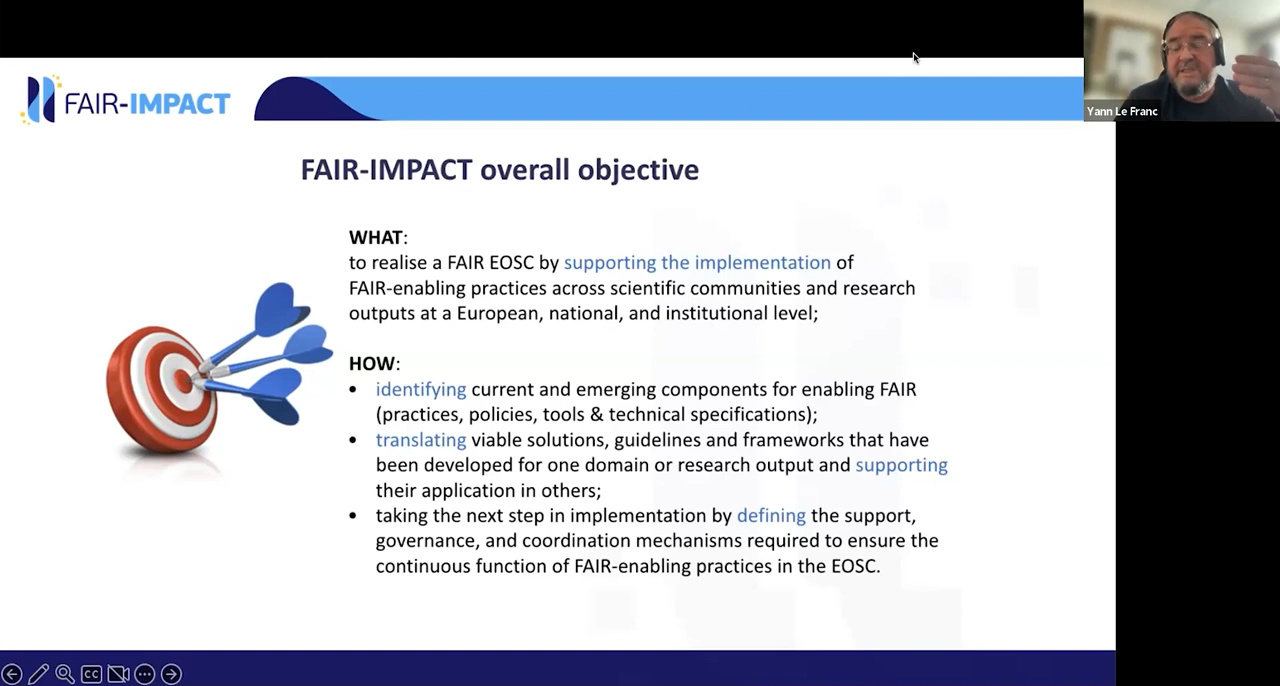 FAIR-IMPACT
Yann Le Franc
FAIR-IMPACT overall objective
WHAT:
to realise a FAIR EOSC by supporting the implementation of
FAIR-enabling practices across scientific communities and research
outputs at a European, national, and institutional level;
HOW:
• identifying current and emerging components for enabling FAIR
(practices, policies, tools & technical specifications);
• translating viable solutions, guidelines and frameworks that have
been developed for one domain or research output and supporting
their application in others;
• taking the next step in implementation by defining the support,
governance, and coordination mechanisms required to ensure the
continuous function of FAIR-enabling practices in the EOSC.
CC